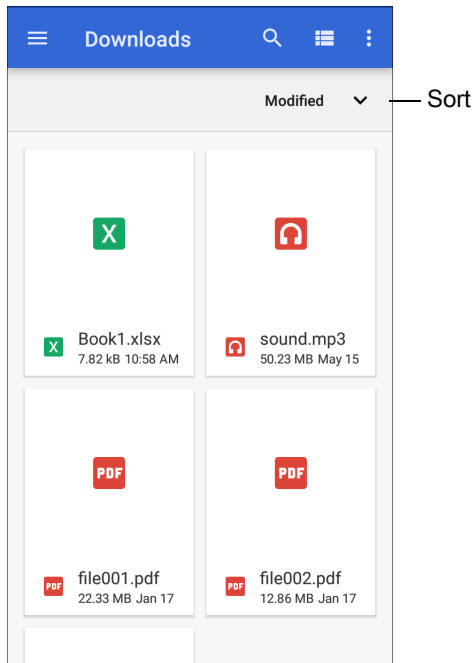 Downloads
Modified
Sort
X
Book1.xlsx
7.82 kB 10:58 AM
X
sound.mp3
50.23 MB May 15
PDF
file001.pdf
22.33 MB Jan 17
PDF
PDF
file002.pdf
12.86 MB Jan 17
PDF